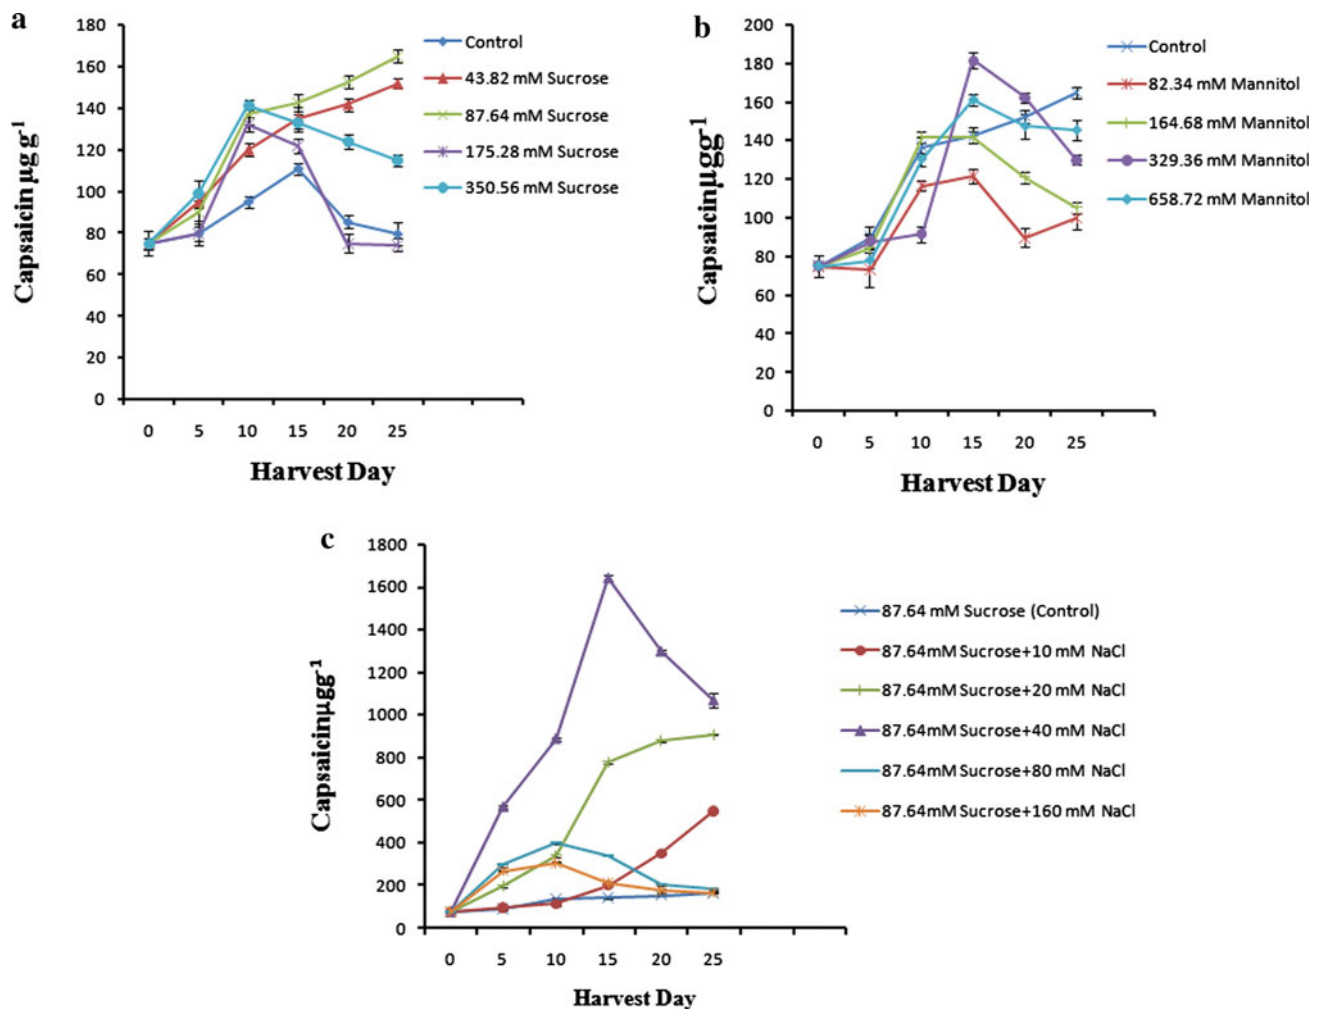 a
180
160
140
120
100
80
60
40
20
0
Capsaicin µg g-1
0 5 10 15 20 25
Harvest Day
Control
43.82 mM Sucrose
87.64 mM Sucrose
175.28 mM Sucrose
350.56 mM Sucrose
b
200
180
160
140
120
100
80
60
40
20
0
Capsaicinµgg-1
0 5 10 15 20 25
Harvest Day
Control
82.34 mM Mannitol
164.68 mM Mannitol
329.36 mM Mannitol
658.72 mM Mannitol
c
1800
1600
1400
1200
1000
800
600
400
200
0
Capsaicinµgg-1
0 5 10 15 20 25
Harvest Day
87.64 mM Sucrose (Control)
87.64mM Sucrose+10 mM NaCl
87.64mM Sucrose+20 mM NaCl
87.64mM Sucrose+40 mM NaCl
87.64mM Sucrose+80 mM NaCl
87.64mM Sucrose+160 mM NaCl